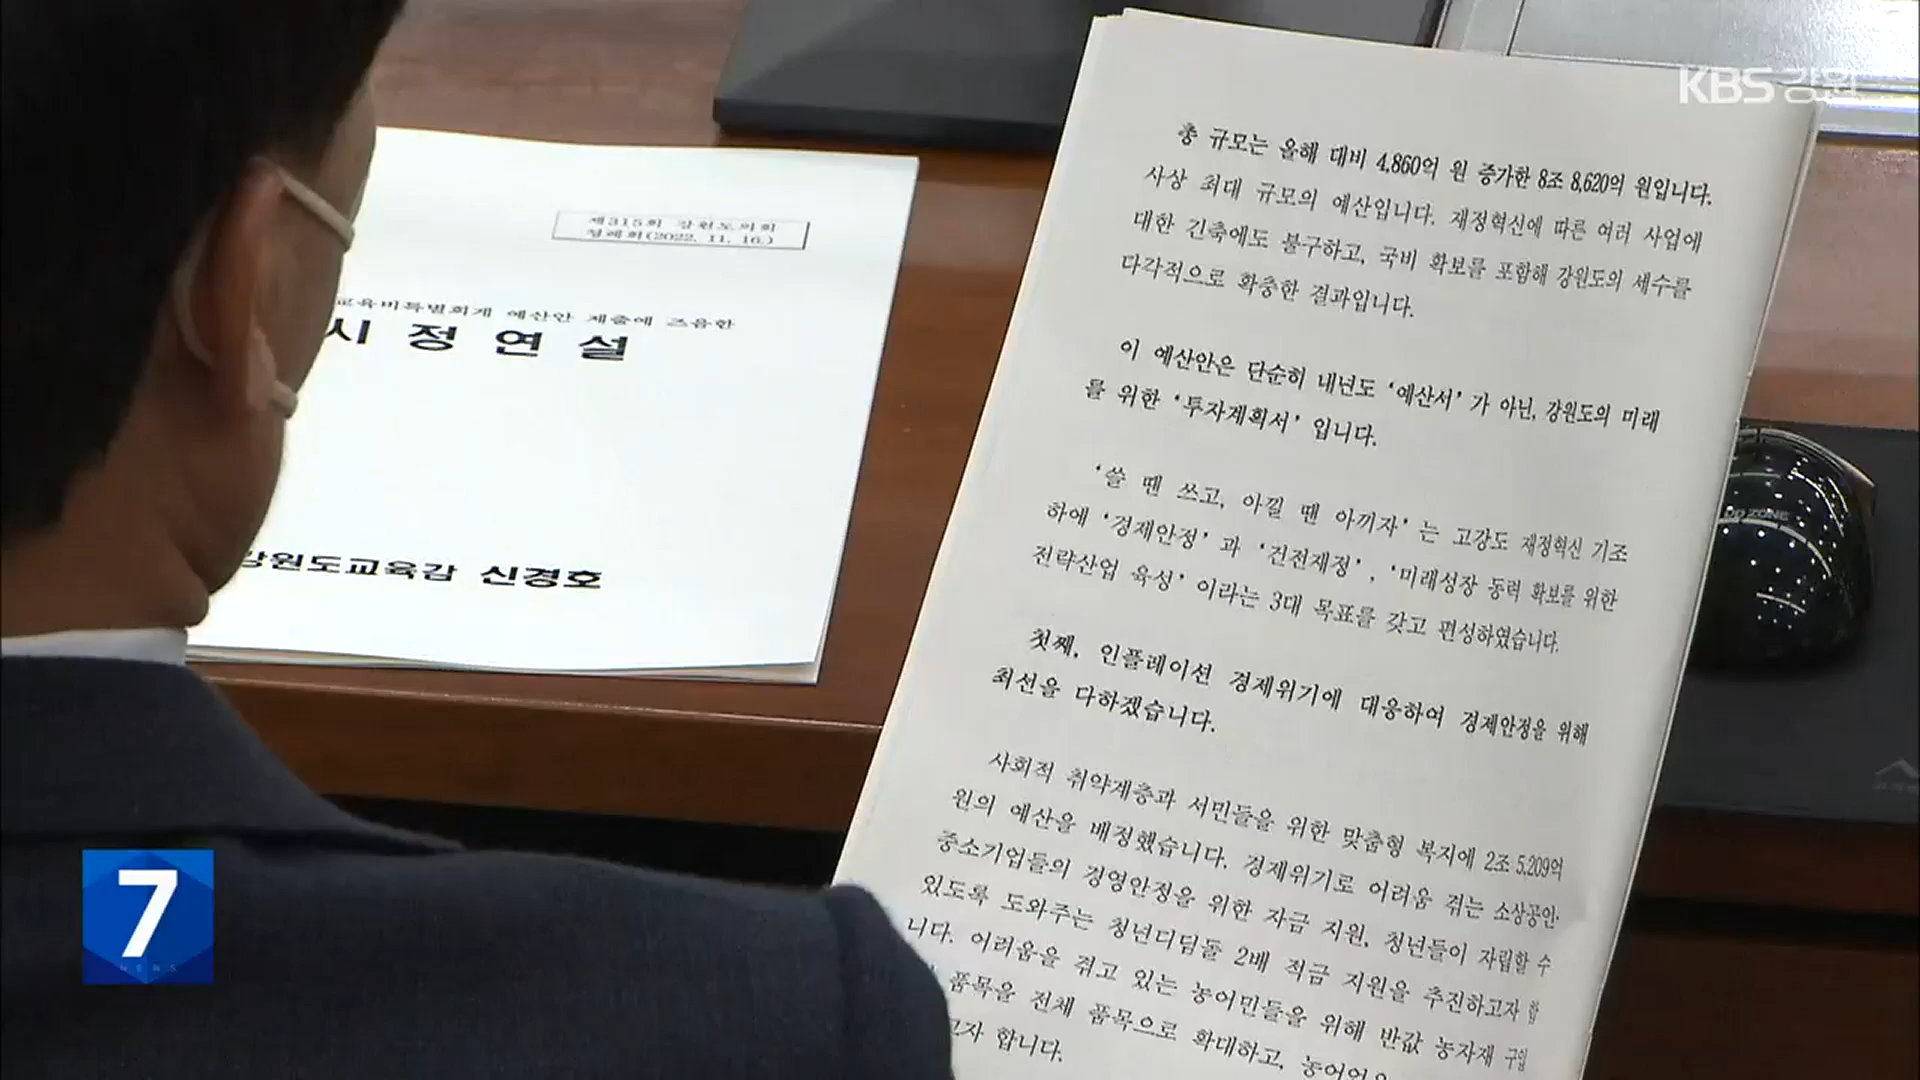 KBS 강원
제315회 강원도의회
정례회(2022. 11. 16.)
교육비특별회계 예산안 제출에 즈음한
시정연설
강원도교육감 신경호
총 규모는 올해 대비 4,860억 원 증가한 8조 8,620억 원입니다.
사상 최대 규모의 예산입니다. 재정혁신에 따른 여러 사업에
대한 긴축에도 불구하고, 국비 확보를 포함해 강원도의 세수를
다각적으로 확충한 결과입니다.
이 예산안은 단순히 내년도 ‘예산서’가 아닌, 강원도의 미래
를 위한 ‘투자계획서’입니다.
‘쓸 땐 쓰고, 아낄 땐 아끼자’는 고강도 재정혁신 기조
하에 ‘경제안정’과 ‘건전재정’, ‘미래성장 동력 확보를 위한
전략산업 육성’이라는 3대 목표를 갖고 편성하였습니다.
첫째, 인플레이션 경제위기에 대응하여 경제안정을 위해
최선을 다하겠습니다.
사회적 취약계층과 서민들을 위한 맞춤형 복지에 2조 5,209억
원의 예산을 배정했습니다. 경제위기로 어려움 겪는 소상공인·
중소기업들의 경영안정을 위한 자금 지원, 청년들이 자립할 수
있도록 도와주는 청년디딤돌 2배 적금 지원을 추진하고자 합
니다. 어려움을 겪고 있는 농어민들을 위해 반값 농자재 구입
품목을 전체 품목으로 확대하고,
고자 합니다.
7
NEWS